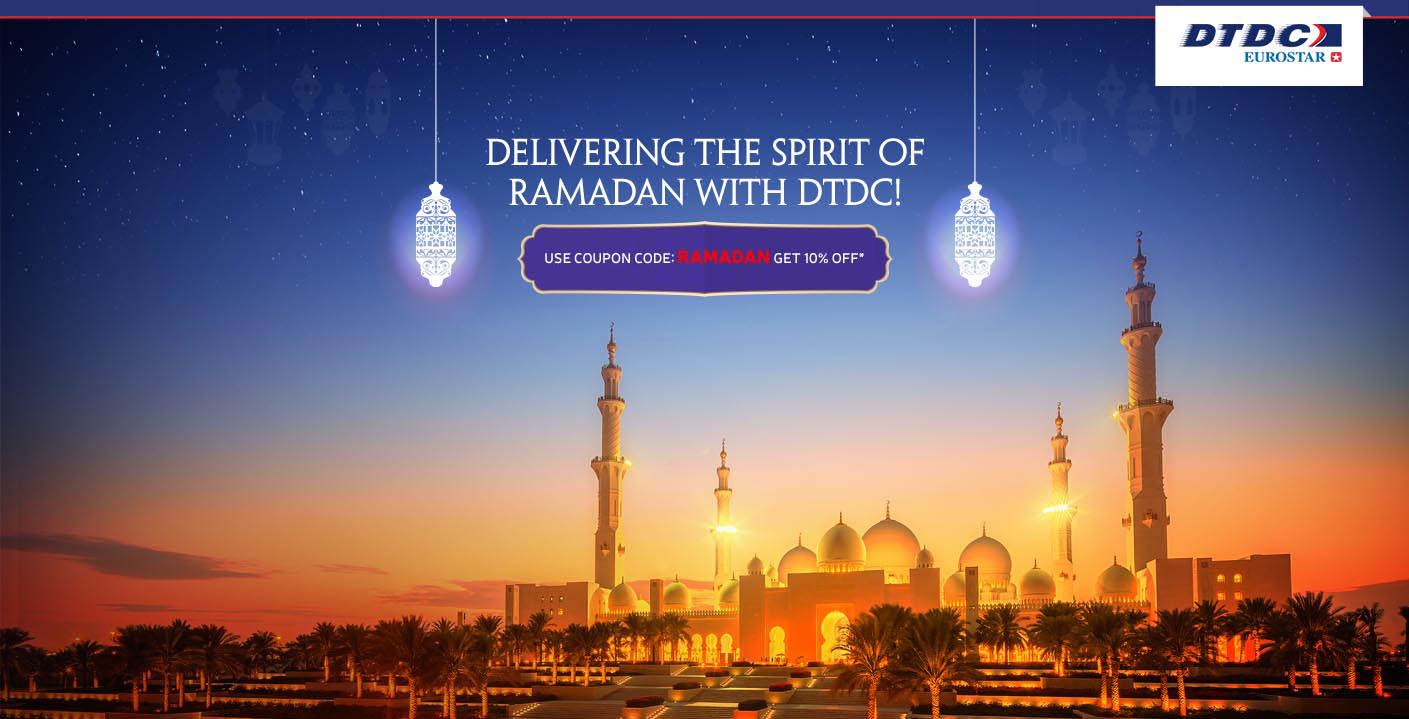 DTDC
EUROSTAR
DELIVERING THE SPIRIT OF
RAMADAN WITH DTDC!
USE COUPON CODE: RAMADAN GET 10% OFF*